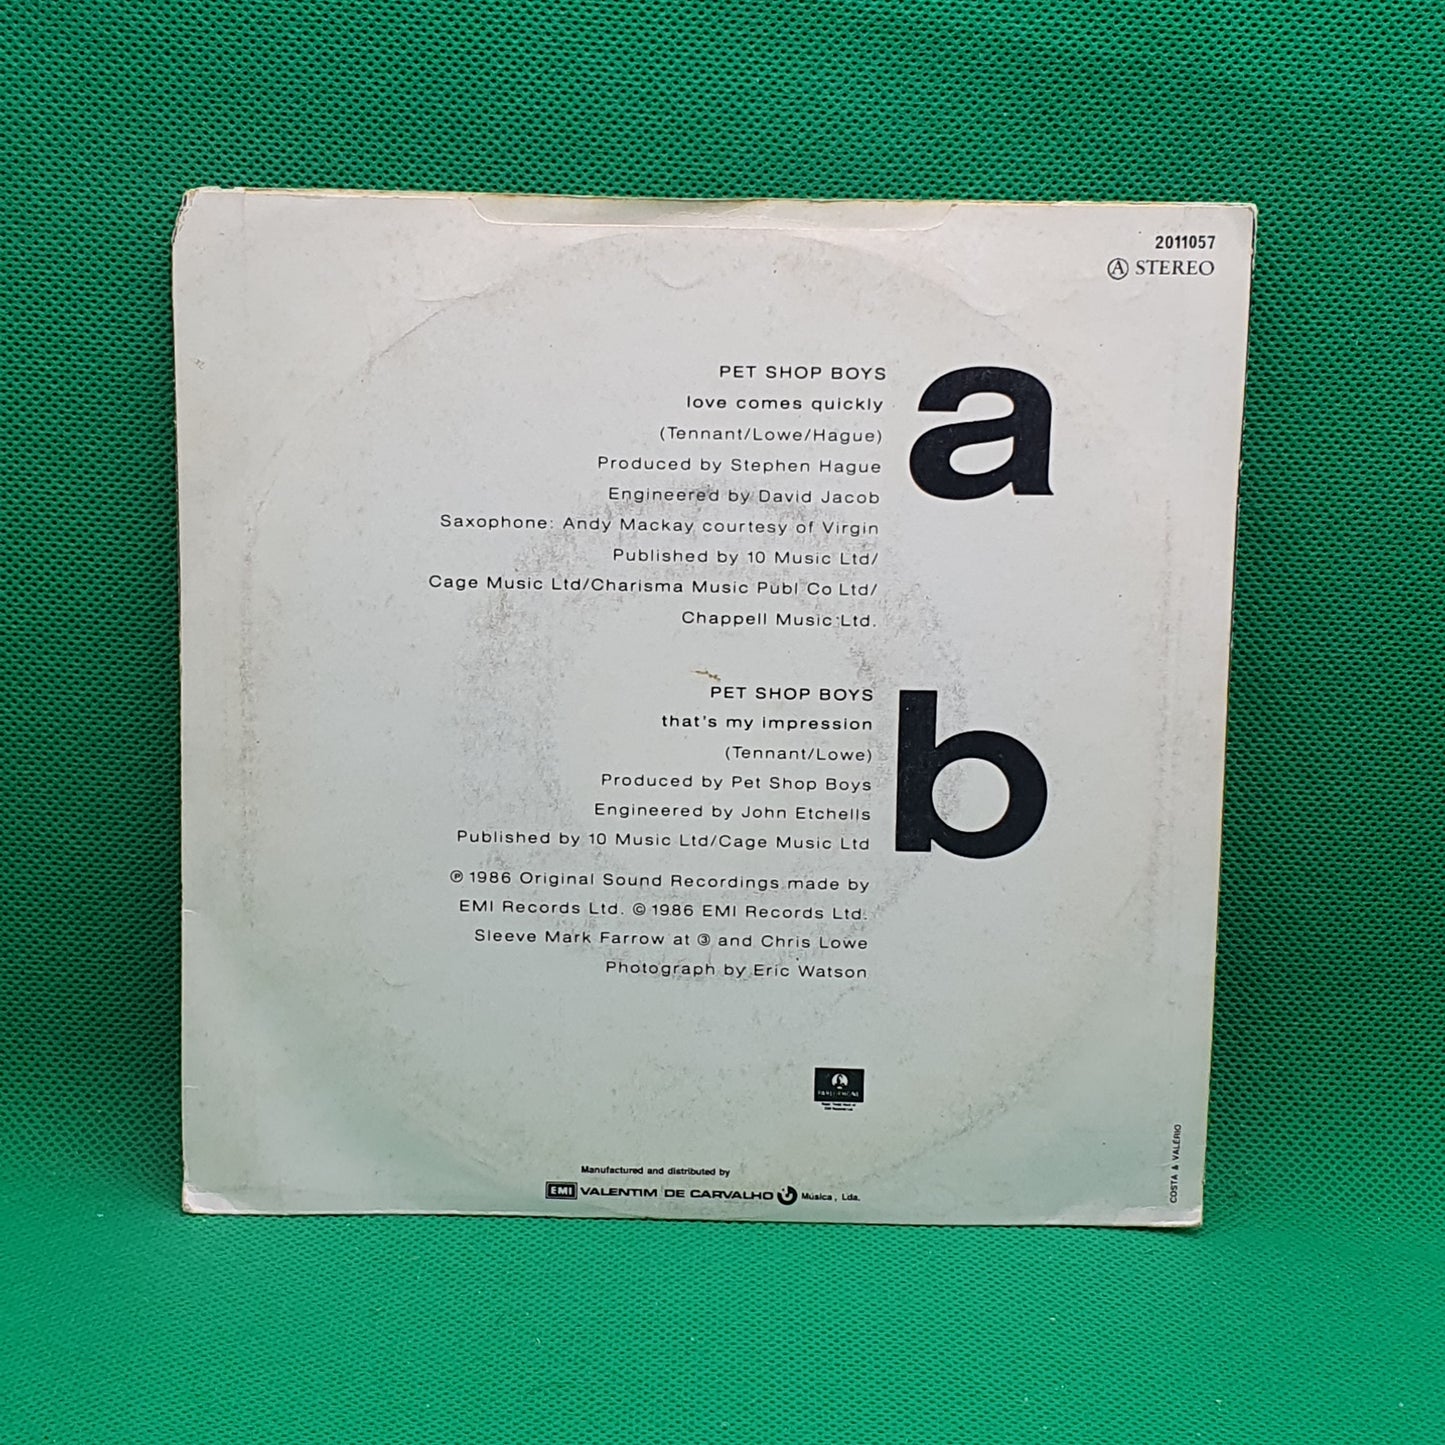 2011057
Ⓐ STEREO
a
PET SHOP BOYS
love comes quickly
(Tennant/Lowe/Hague)
Produced by Stephen Hague
Engineered by David Jacob
Saxophone: Andy Mackay courtesy of Virgin
Published by 10 Music Ltd/
Cage Music Ltd/Charisma Music Publ Co Ltd/
Chappell Music Ltd.
b
PET SHOP BOYS
that's my impression
(Tennant/Lowe)
Produced by Pet Shop Boys
Engineered by John Etchells
Published by 10 Music Ltd/Cage Music Ltd
℗ 1986 Original Sound Recordings made by
EMI Records Ltd. © 1986 EMI Records Ltd.
Sleeve Mark Farrow at ③ and Chris Lowe
Photograph by Eric Watson
PARLOPHONE
Manufactured and distributed by
EMI VALENTIM DE CARVALHO Música, Lda.
COSTA & VALÉRIO